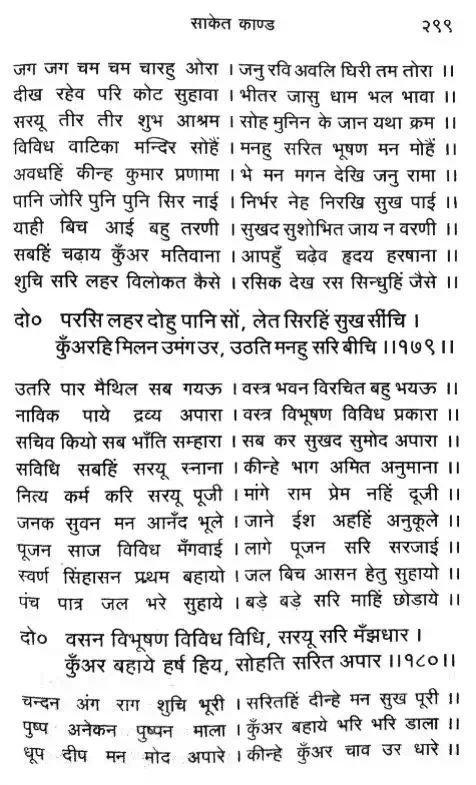 साकेत काण्ड २९९
जग जग चम चम चारहु ओरा । जनु रवि अवलि घिरी तम तोरा ।।
दीख रहेव परि कोट सुहावा । भीतर जासु धाम भल भावा ।।
सरयू तीर तीर शुभ आश्रम । सोह मुनिन के जान यथा क्रम ।।
विविध वाटिका मन्दिर सोहैं । मनहु सरित भूषण मन मोहैं ।।
अवधहिं कीन्ह कुमार प्रणामा । भे मन मगन देखि जनु रामा ।।
पानि जोरि पुनि पुनि सिर नाई । निर्भर नेह निरखि सुख पाई ।।
याही बिच आई बहु तरणी । सुखद सुशोभित जाय न वरणी ।।
सबहिं चढ़ाय कुँअर मतिवाना । आपहुँ चढ़ेव हृदय हरषाना ।।
शुचि सरि लहर विलोकत कैसे । रसिक देख रस सिन्धुहिं जैसे ।।
दो० परसि लहर दोहु पानि सों, लेत सिरहिं सुख सींचि ।
कुँअरहि मिलन उमंग उर, उठति मनहु सरि बीचि ।।१७९।।
उतरि पार मैथिल सब गयऊ । वस्त्र भवन विरचित बहु भयऊ ।।
नाविक पाये द्रव्य अपारा । वस्त्र विभूषण विविध प्रकारा ।।
सचिव कियो सब भाँति सम्हारा । सब कर सुखद सुमोद अपारा ।।
सविधि सबहिं सरयू स्नाना । कीन्हे भाग अमित अनुमाना ।।
नित्य कर्म करि सरयू पूजी । मांगे राम प्रेम नहिं दूजी ।।
जनक सुवन मन आनँद भूले । जाने ईश अहहिं अनुकूले ।।
पूजन साज विविध मँगवाई । लागे पूजन सरि सरजाई ।।
स्वर्ण सिंहासन प्रथम बहायो । जल बिच आसन हेतु सुहायो ।।
पंच पात्र जल भरे सुहाये । बड़े बड़े सरि माहिं छोड़ाये ।।
दो० वसन विभूषण विविध विधि, सरयू सरि मँझधार ।
कुँअर बहाये हर्ष हिय, सोहति सरित अपार ।।१८०।।
चन्दन अंग राग शुचि भूरी । सरितहिं दीन्हे मन सुख पूरी ।।
पुष्प अनेकन पुष्पन माला । कुँअर बहाये भरि भरि डाला ।।
धूप दीप मन मोद अपारे । कीन्हे कुँअर चाव उर धारे ।।